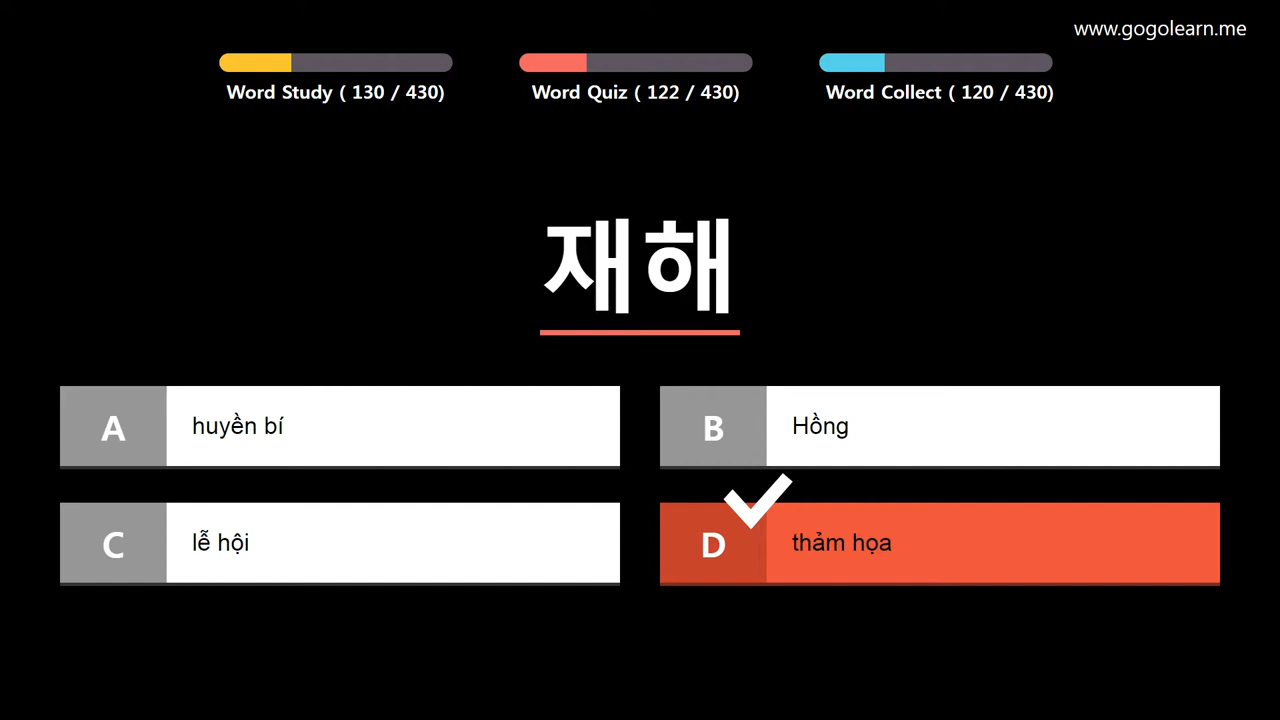 www.gogolearn.me
Word Study ( 130 / 430)
Word Quiz ( 122 / 430)
Word Collect ( 120 / 430)
재해
A huyền bí
B Hồng
C lễ hội
D thảm họa